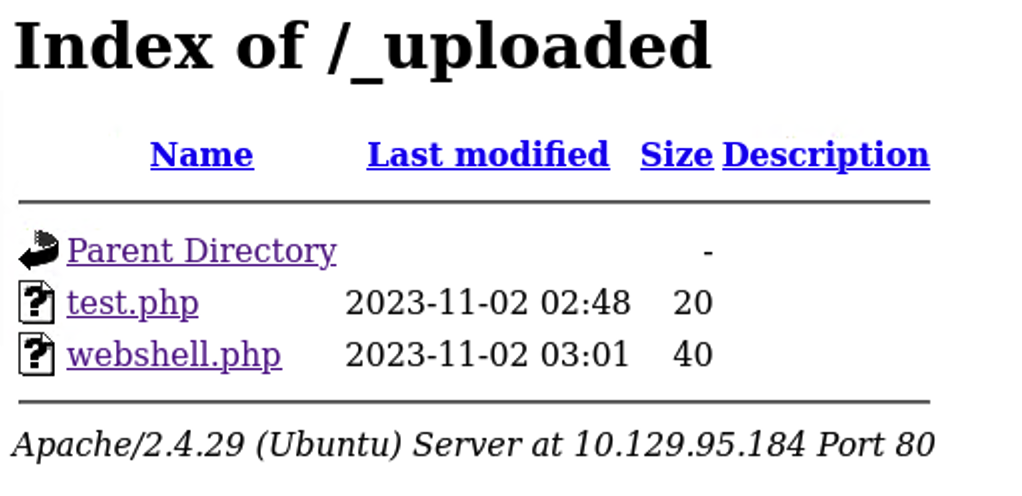 Index of /_uploaded
Name Last modified Size Description
Parent Directory -
test.php 2023-11-02 02:48 20
webshell.php 2023-11-02 03:01 40
Apache/2.4.29 (Ubuntu) Server at 10.129.95.184 Port 80